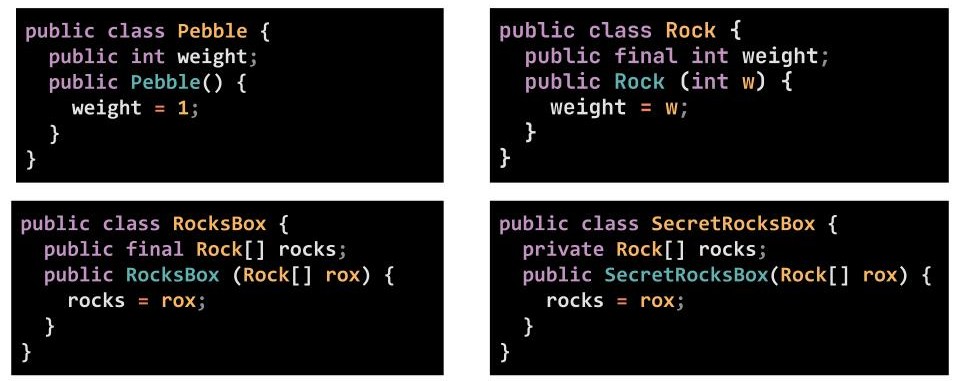 public class Pebble {
  public int weight;
  public Pebble() {
    weight = 1;
  }
}
public class Rock {
  public final int weight;
  public Rock (int w) {
    weight = w;
  }
}
public class RocksBox {
  public final Rock[] rocks;
  public RocksBox (Rock[] rox) {
    rocks = rox;
  }
}
public class SecretRocksBox {
  private Rock[] rocks;
  public SecretRocksBox(Rock[] rox) {
    rocks = rox;
  }
}